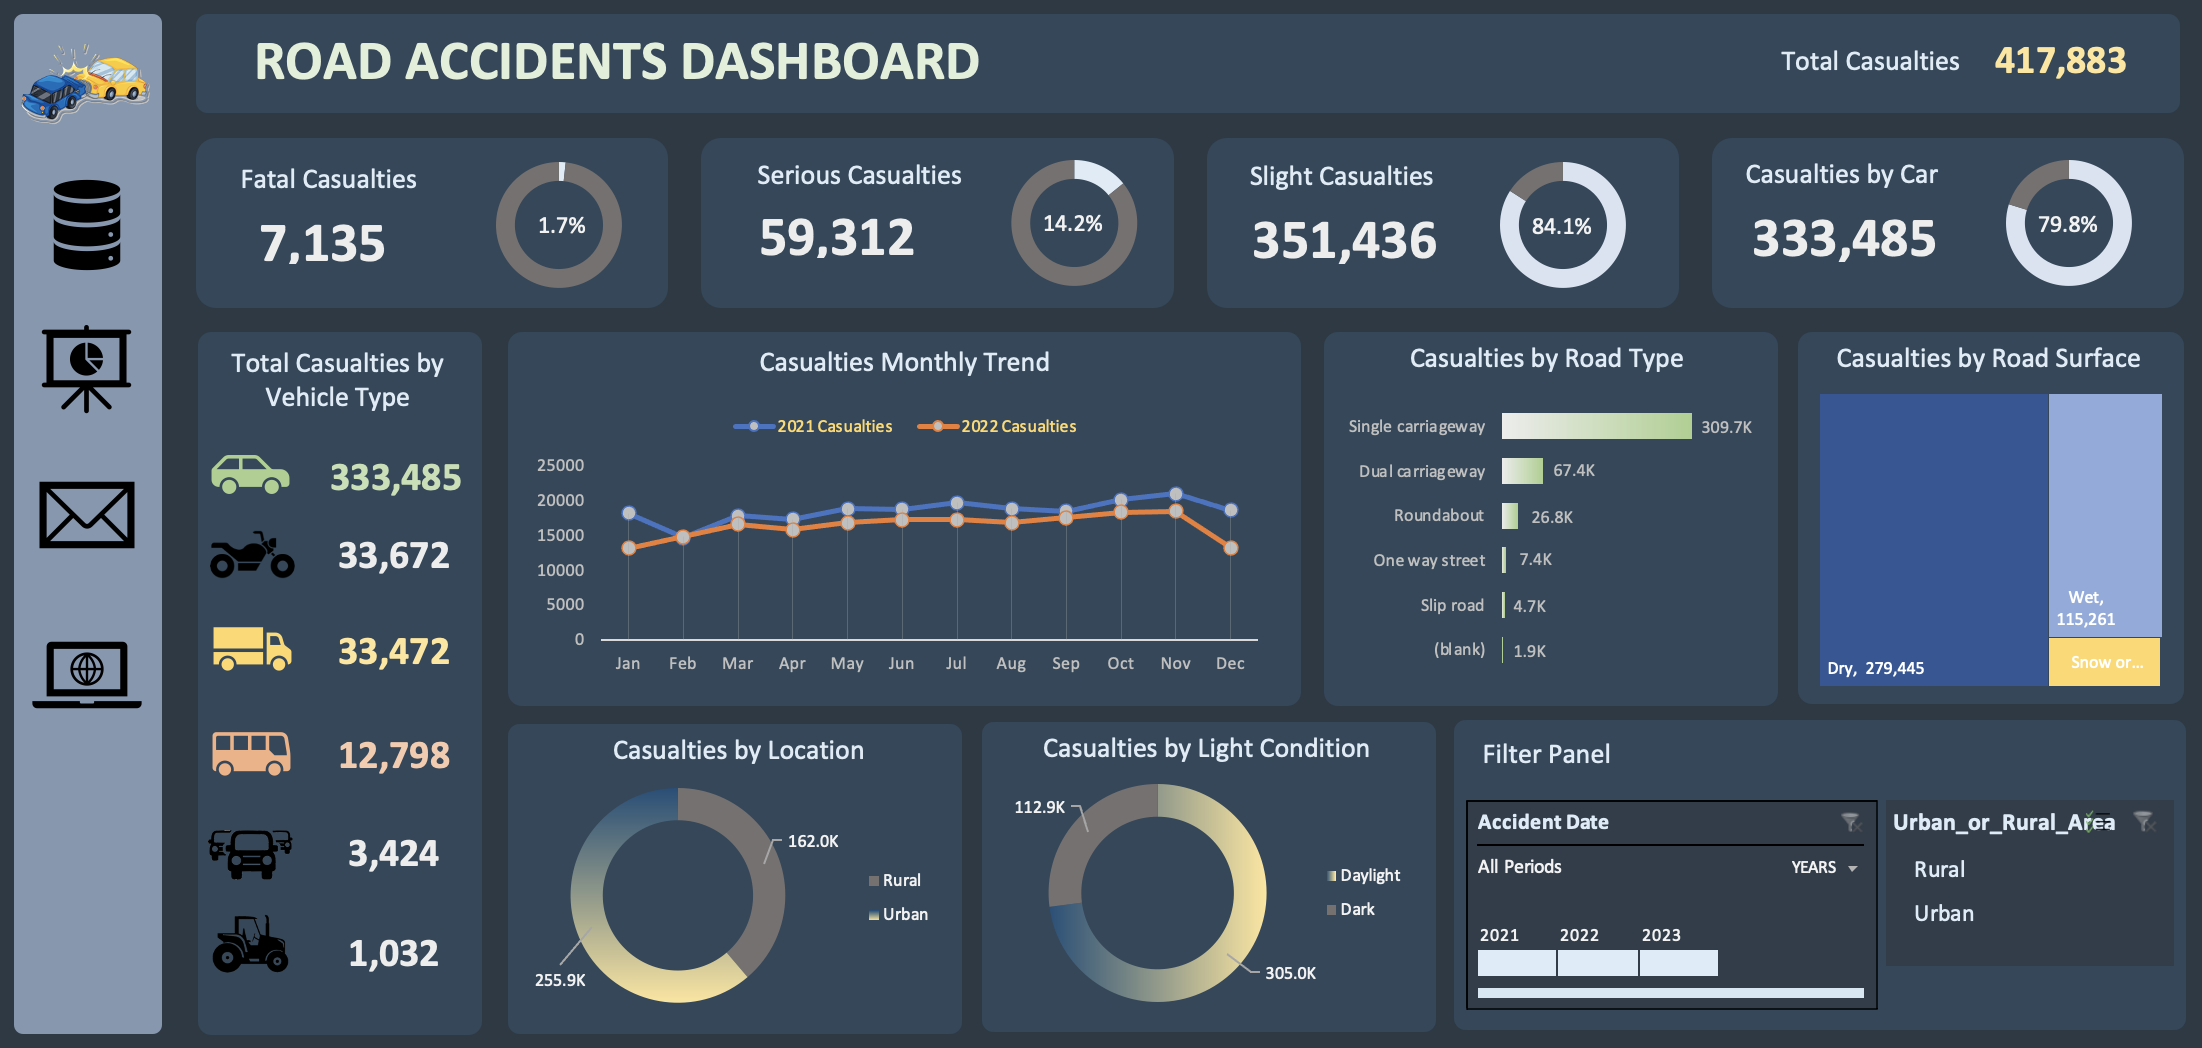 ROAD ACCIDENTS DASHBOARD
Total Casualties 417,883
Fatal Casualties
7,135
1.7%
Serious Casualties
59,312
14.2%
Slight Casualties
351,436
84.1%
Casualties by Car
333,485
79.8%
Total Casualties by
Vehicle Type
333,485
33,672
33,472
12,798
3,424
1,032
Casualties Monthly Trend
2021 Casualties 2022 Casualties
25000
20000
15000
10000
5000
0
Jan Feb Mar Apr May Jun Jul Aug Sep Oct Nov Dec
Casualties by Road Type
Single carriageway 309.7K
Dual carriageway 67.4K
Roundabout 26.8K
One way street 7.4K
Slip road 4.7K
(blank) 1.9K
Casualties by Road Surface
Wet,
115,261
Snow or...
Dry, 279,445
Casualties by Location
162.0K
Rural
Urban
255.9K
Casualties by Light Condition
112.9K
Daylight
Dark
305.0K
Filter Panel
Accident Date
All Periods YEARS
2021 2022 2023
Urban_or_Rural_Area
Rural
Urban